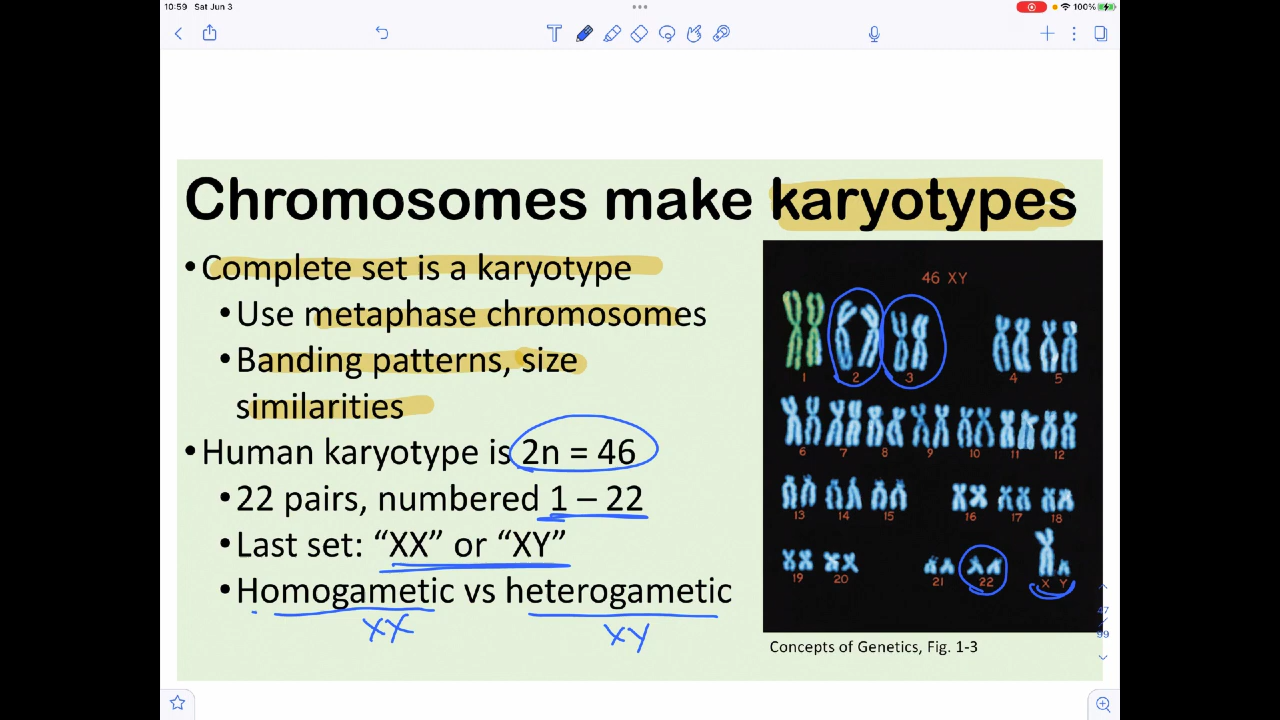 10:59 Sat Jun 3
100%
T
Chromosomes make karyotypes
•Complete set is a karyotype
•Use metaphase chromosomes
•Banding patterns, size
similarities
•Human karyotype is 2n = 46
•22 pairs, numbered 1 – 22
•Last set: “XX” or “XY”
•Homogametic vs heterogametic
XX XY
46 XY
1 2 3 4 5
6 7 8 9 10 11 12
13 14 15 16 17 18
19 20 21 22 X Y
Concepts of Genetics, Fig. 1-3
47
99